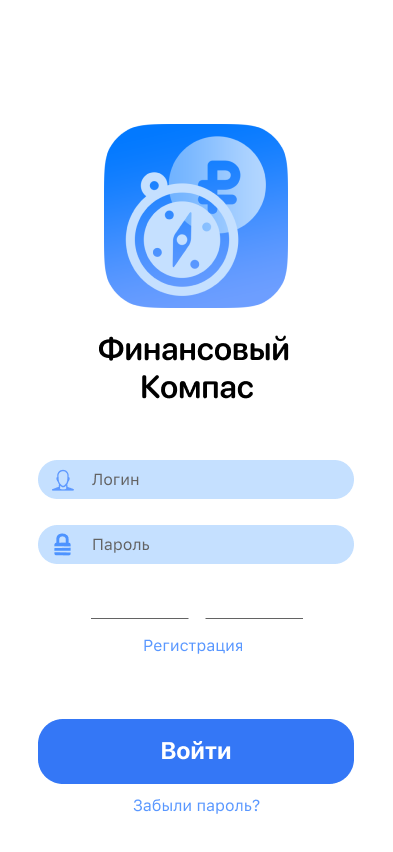 Финансовый
Компас
Логин
Пароль
Регистрация
Войти
Забыли пароль?